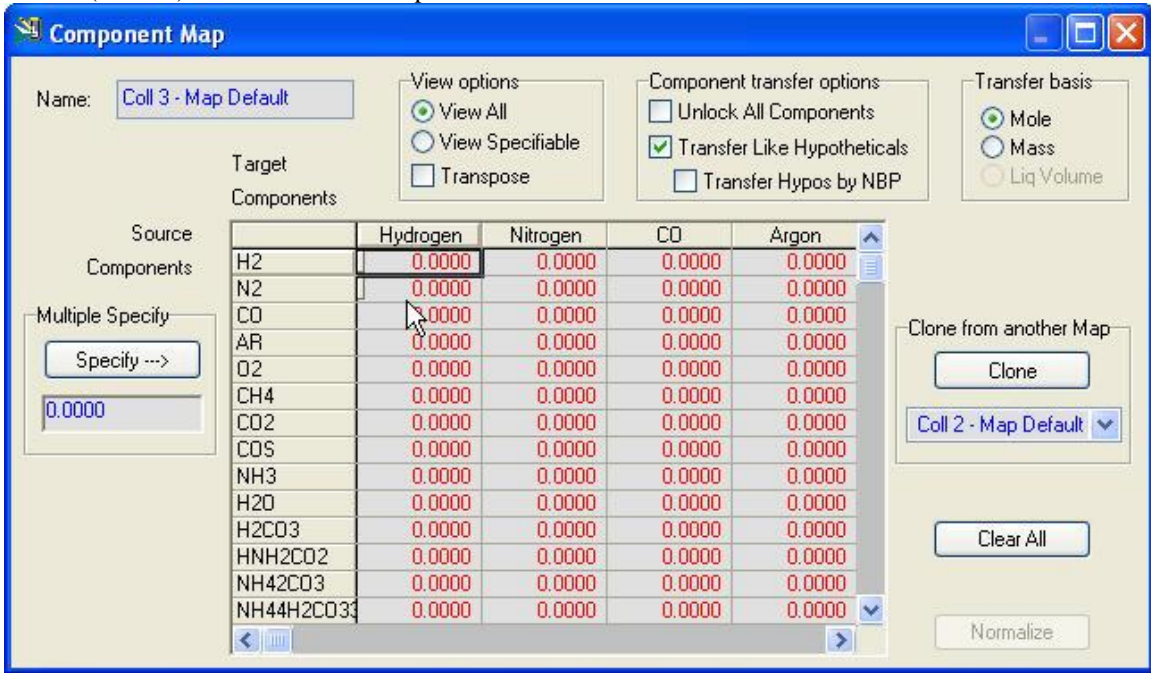 Component Map
Name: Coll 3 - Map Default
View options
View All
View Specifiable
Transpose
Component transfer options
Unlock All Components
Transfer Like Hypotheticals
Transfer Hypos by NBP
Transfer basis
Mole
Mass
Liq Volume
Target
Components
Source
Components
Multiple Specify
Specify --->
0.0000
Hydrogen Nitrogen CO Argon
H2 0.0000 0.0000 0.0000 0.0000
N2 0.0000 0.0000 0.0000 0.0000
CO 0.0000 0.0000 0.0000 0.0000
AR 0.0000 0.0000 0.0000 0.0000
O2 0.0000 0.0000 0.0000 0.0000
CH4 0.0000 0.0000 0.0000 0.0000
CO2 0.0000 0.0000 0.0000 0.0000
COS 0.0000 0.0000 0.0000 0.0000
NH3 0.0000 0.0000 0.0000 0.0000
H2O 0.0000 0.0000 0.0000 0.0000
H2CO3 0.0000 0.0000 0.0000 0.0000
HNH2CO2 0.0000 0.0000 0.0000 0.0000
NH42CO3 0.0000 0.0000 0.0000 0.0000
NH44H2CO33 0.0000 0.0000 0.0000 0.0000
Clone from another Map
Clone
Coll 2 - Map Default
Clear All
Normalize